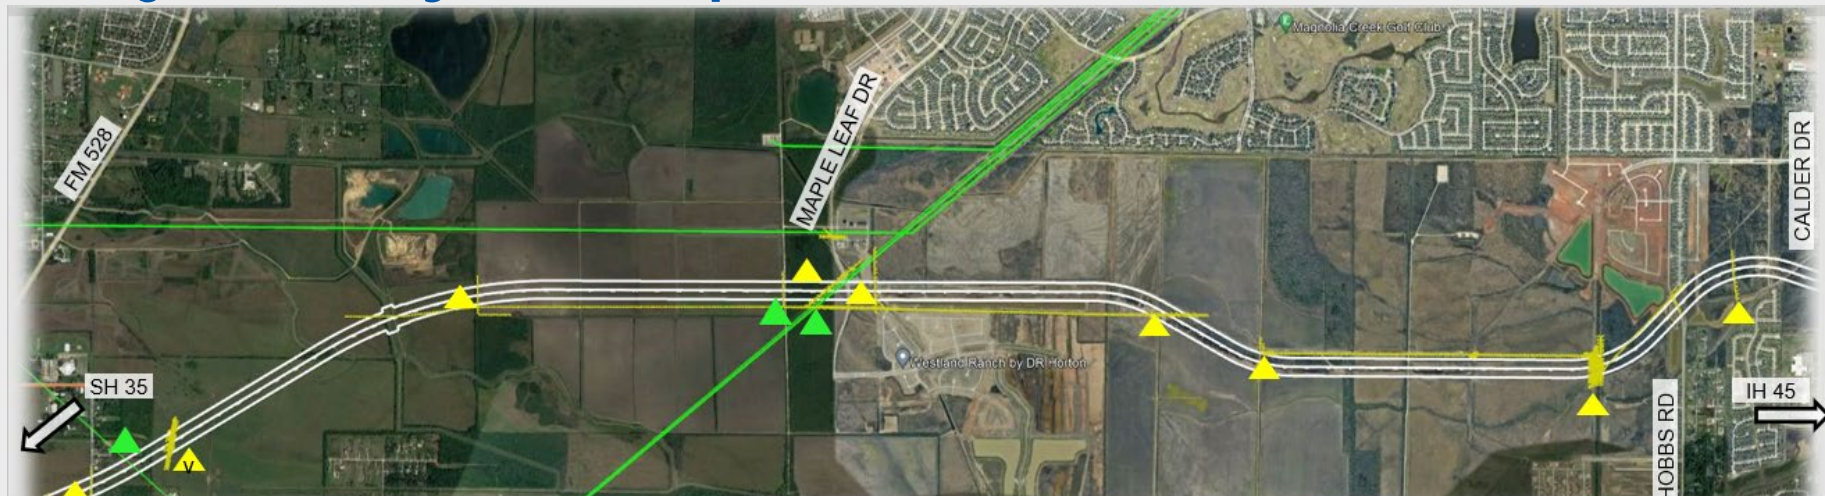 Magnolia Creek Golf Club
FM 528
MAPLE LEAF DR
CALDER DR
Westland Ranch by DR Horton
SH 35
IH 45
HOBBS RD
V